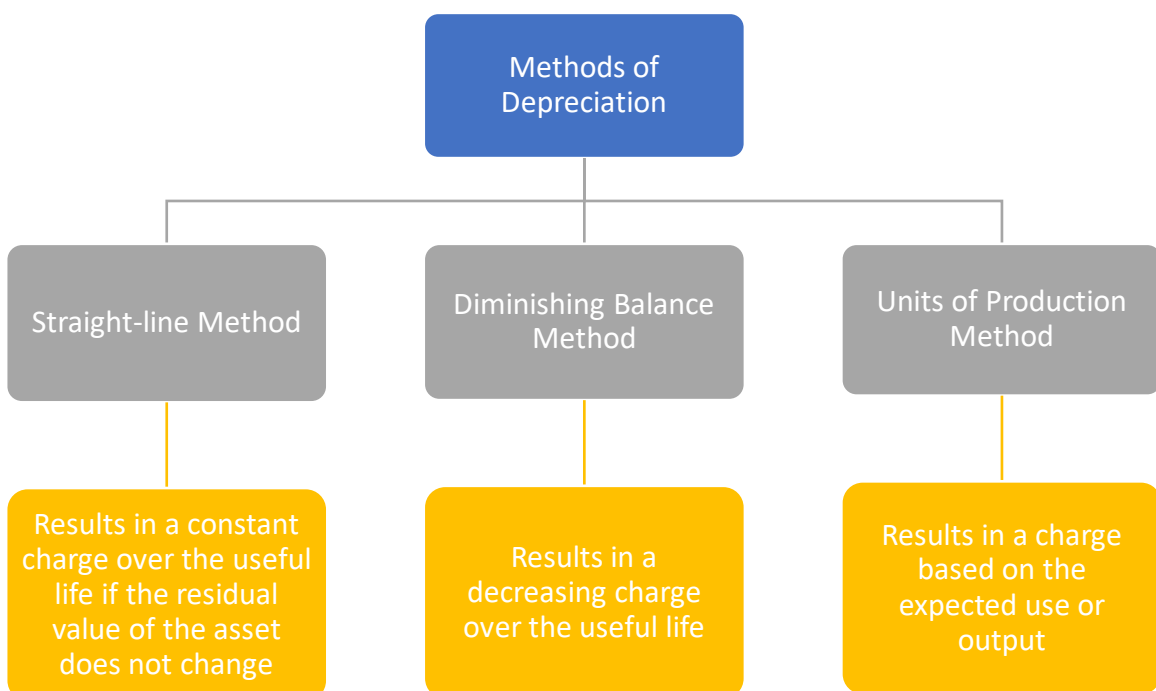 Methods of
Depreciation
Straight-line Method
Diminishing Balance
Method
Units of Production
Method
Results in a constant
charge over the useful
life if the residual
value of the asset
does not change
Results in a
decreasing charge
over the useful life
Results in a charge
based on the
expected use or
output